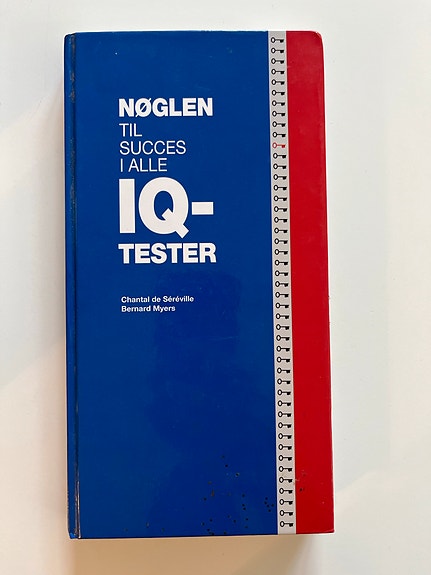 NØGLEN
TIL
SUCCES
I ALLE
IQ-
TESTER
Chantal de Séréville
Bernard Myers